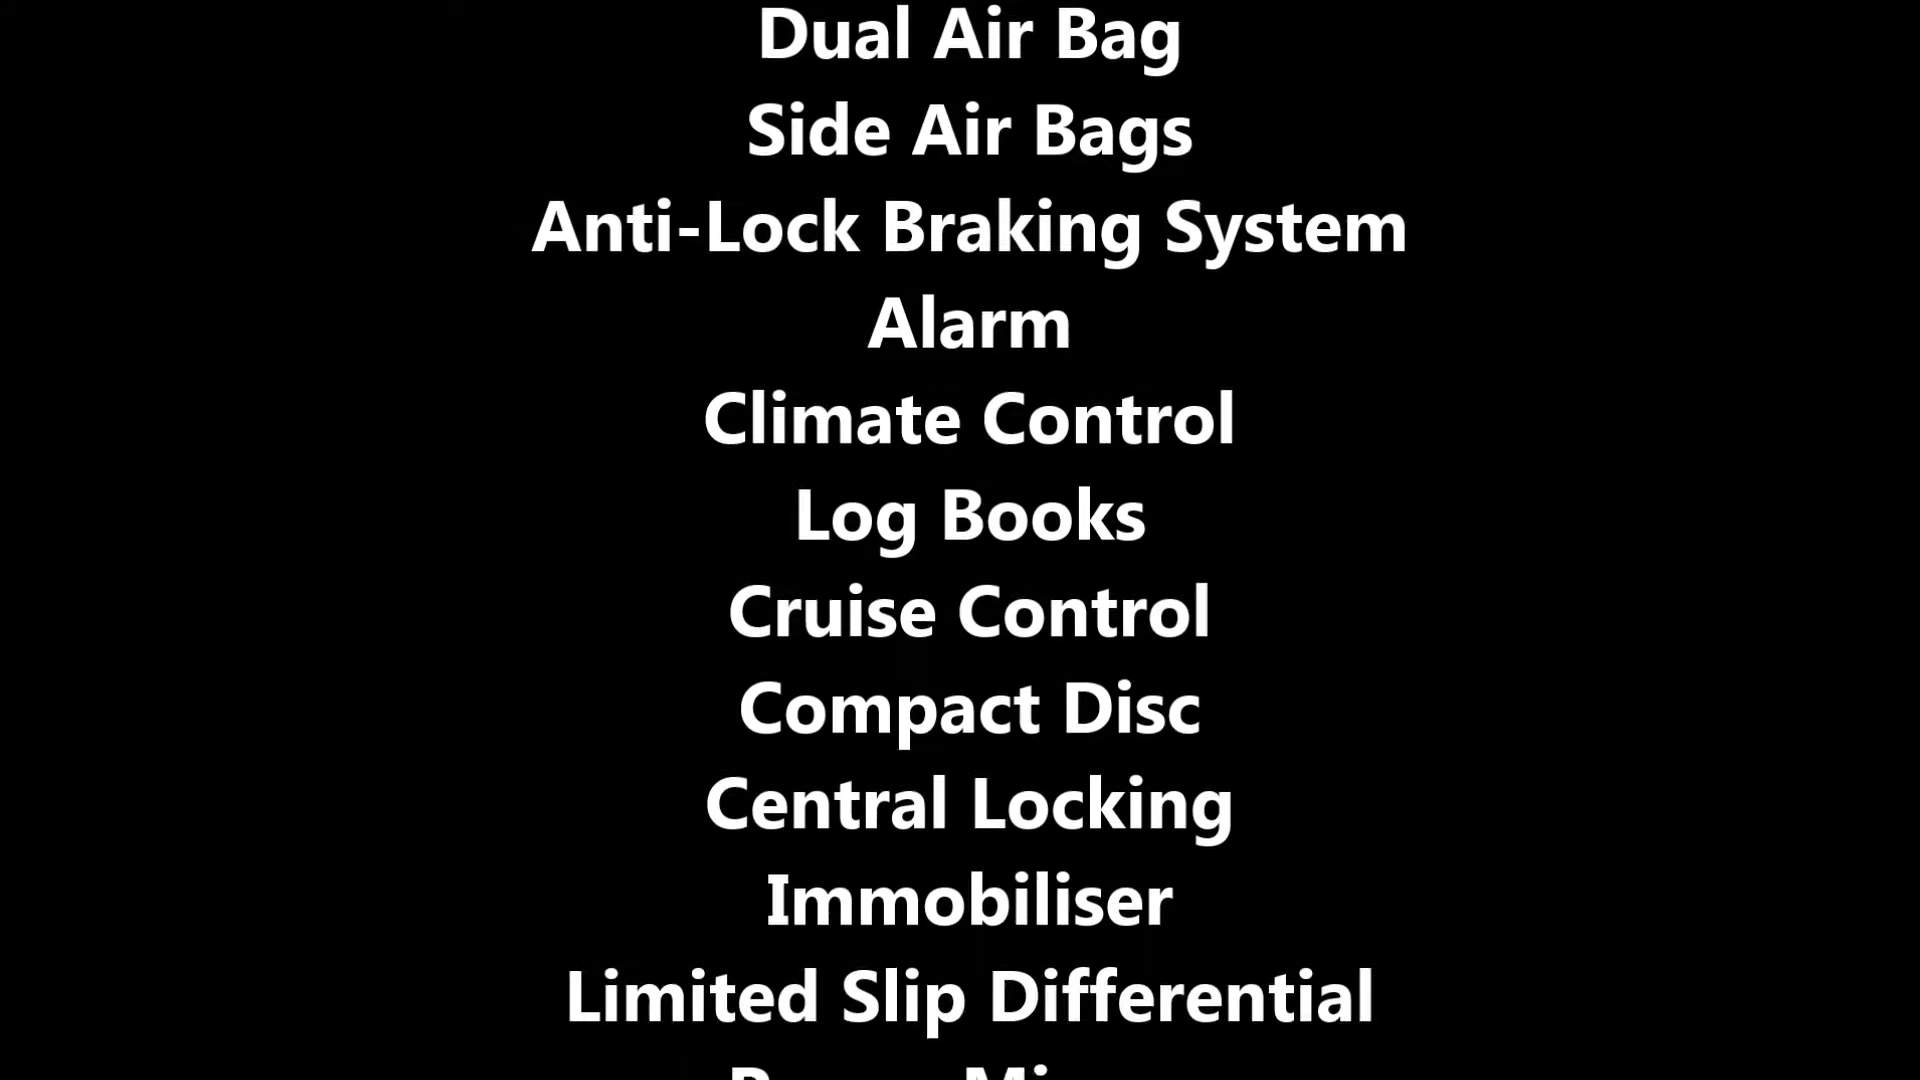 Dual Air Bag
Side Air Bags
Anti-Lock Braking System
Alarm
Climate Control
Log Books
Cruise Control
Compact Disc
Central Locking
Immobiliser
Limited Slip Differential